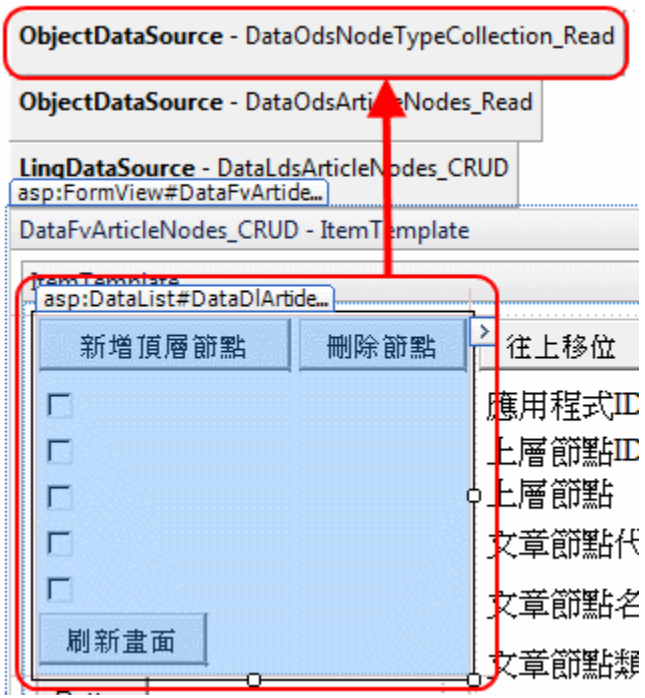 ObjectDataSource - DataOdsNodeTypeCollection_Read
ObjectDataSource - DataOdsArticleNodes_Read
LinqDataSource - DataLdsArticleNodes_CRUD
asp:FormView#DataFvArticle...
DataFvArticleNodes_CRUD - ItemTemplate
ItemTemplate
asp:DataList#DataDlArticle...
新增頂層節點 刪除節點 往上移位
應用程式ID
上層節點ID
上層節點
文章節點代
文章節點名
刷新畫面
文章節點類